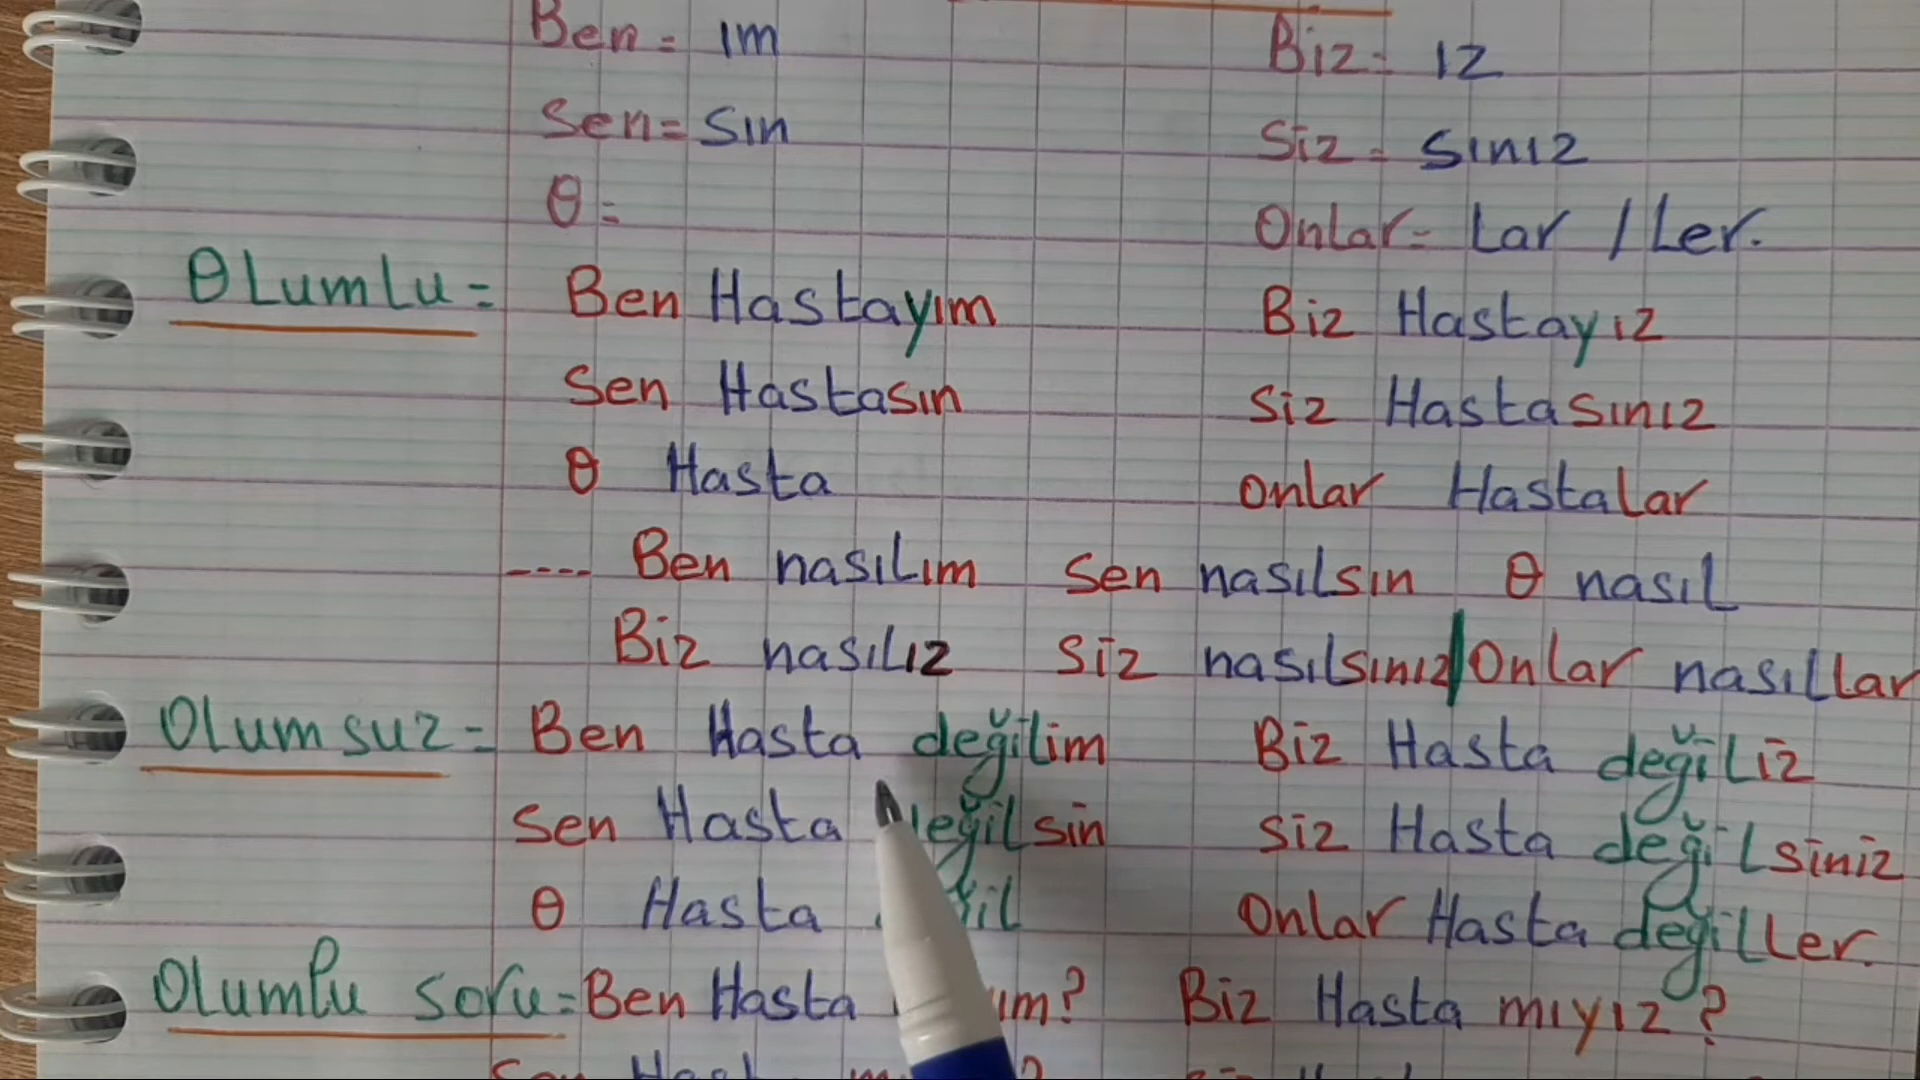 Ben = ım Biz = ız
Sen = sın Siz = sınız
O = Onlar = lar / ler.
Olumlu = Ben Hastayım Biz Hastayız
Sen Hastasın Siz Hastasınız
O Hasta Onlar Hastalar
---- Ben nasılım Sen nasılsın O nasıl
Biz nasılız Siz nasılsınız / Onlar nasıllar
Olumsuz = Ben Hasta değilim Biz Hasta değiliz
Sen Hasta değilsin Siz Hasta değilsiniz
O Hasta Onlar Hasta değiller.
Olumlu soru = Ben Hasta Biz Hasta mıyız ?